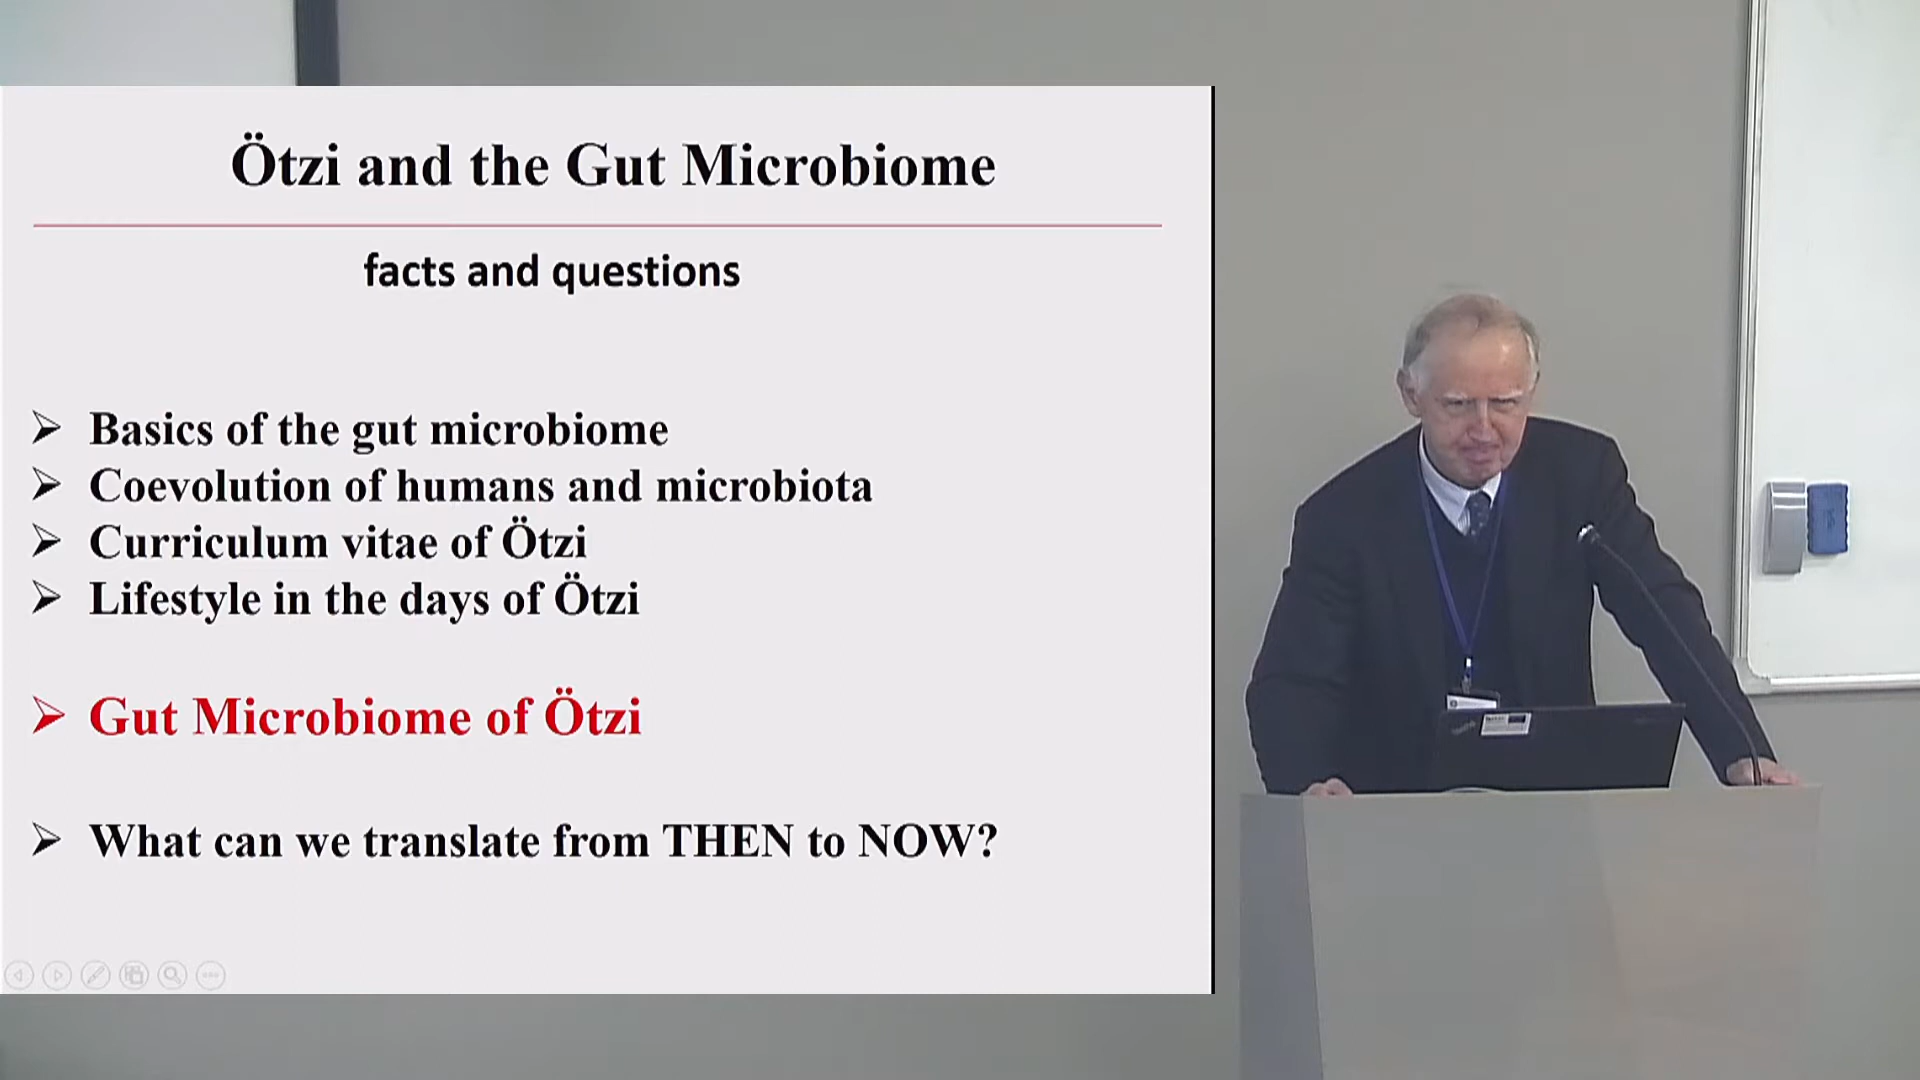 Ötzi and the Gut Microbiome
facts and questions
➢ Basics of the gut microbiome
➢ Coevolution of humans and microbiota
➢ Curriculum vitae of Ötzi
➢ Lifestyle in the days of Ötzi
➢ Gut Microbiome of Ötzi
➢ What can we translate from THEN to NOW?